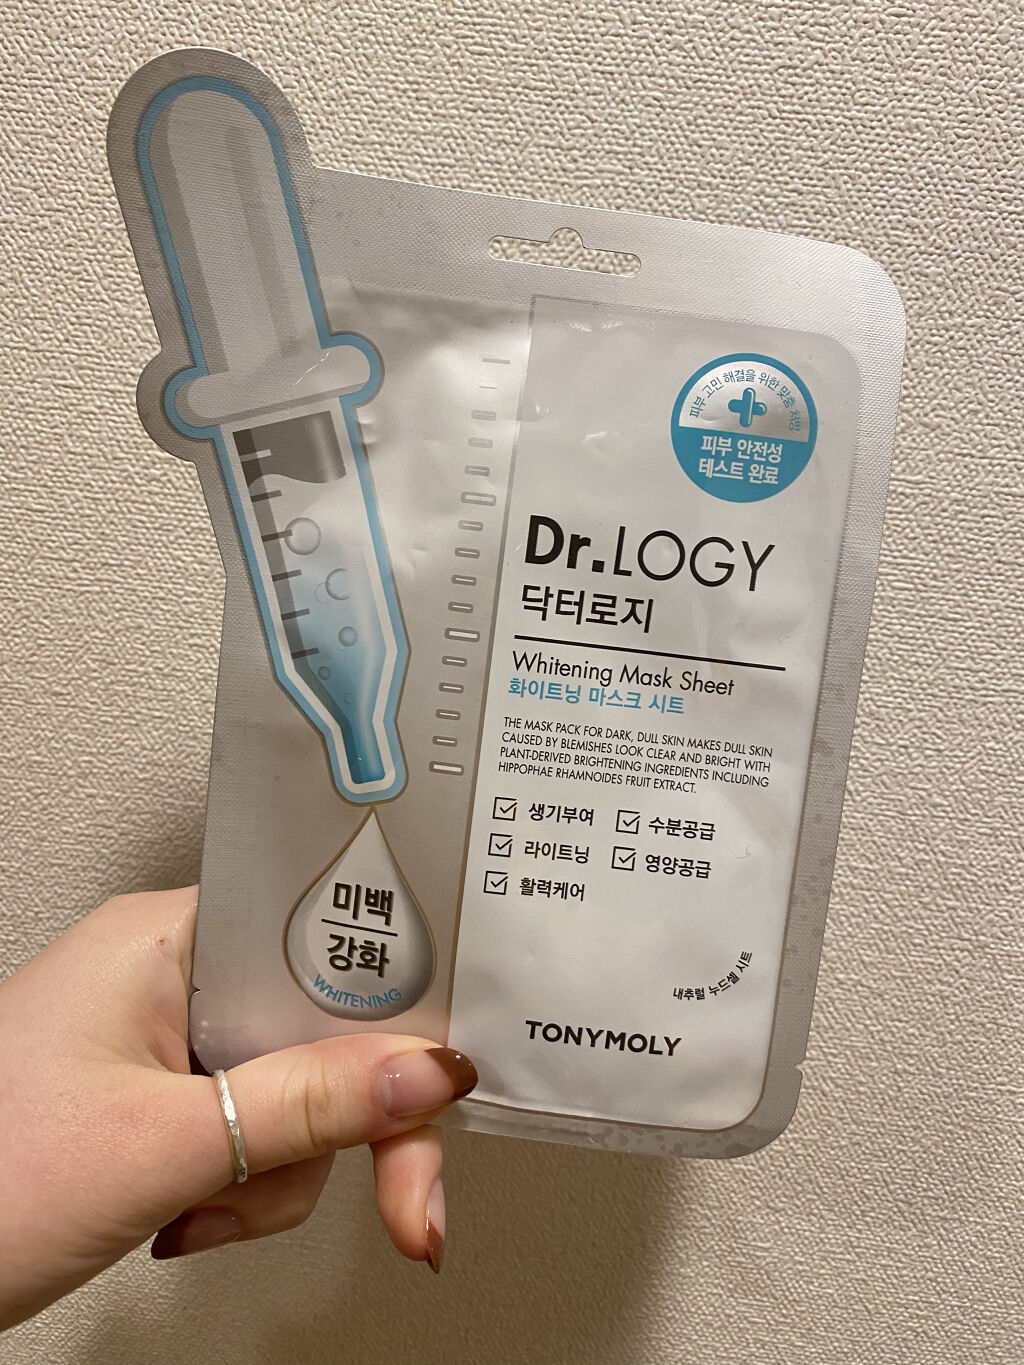 피부 고민 해결을 위한 맞춤 처방
피부 안전성
테스트 완료
Dr.LOGY
닥터로지
Whitening Mask Sheet
화이트닝 마스크 시트
THE MASK PACK FOR DARK, DULL SKIN MAKES DULL SKIN
CAUSED BY BLEMISHES LOOK CLEAR AND BRIGHT WITH
PLANT-DERIVED BRIGHTENING INGREDIENTS INCLUDING
HIPPOPHAE RHAMNOIDES FRUIT EXTRACT.
생기부여 수분공급
라이트닝 영양공급
활력케어
미백
강화
WHITENING
내추럴 누드셀 시트
TONYMOLY